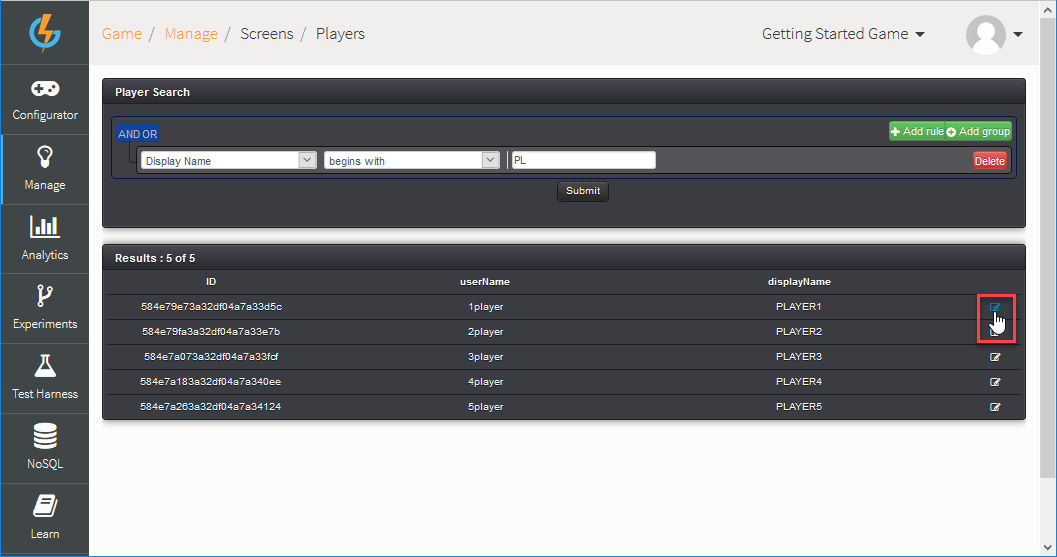 Game / Manage / Screens / Players
Getting Started Game
Configurator
Manage
Analytics
Experiments
Test Harness
NoSQL
Learn
Player Search
AND OR
Add rule Add group
Display Name begins with PL Delete
Submit
Results : 5 of 5
ID userName displayName
584e79e73a32df04a7a33d5c 1player PLAYER1
584e79fa3a32df04a7a33e7b 2player PLAYER2
584e7a073a32df04a7a33fcf 3player PLAYER3
584e7a183a32df04a7a340ee 4player PLAYER4
584e7a263a32df04a7a34124 5player PLAYER5